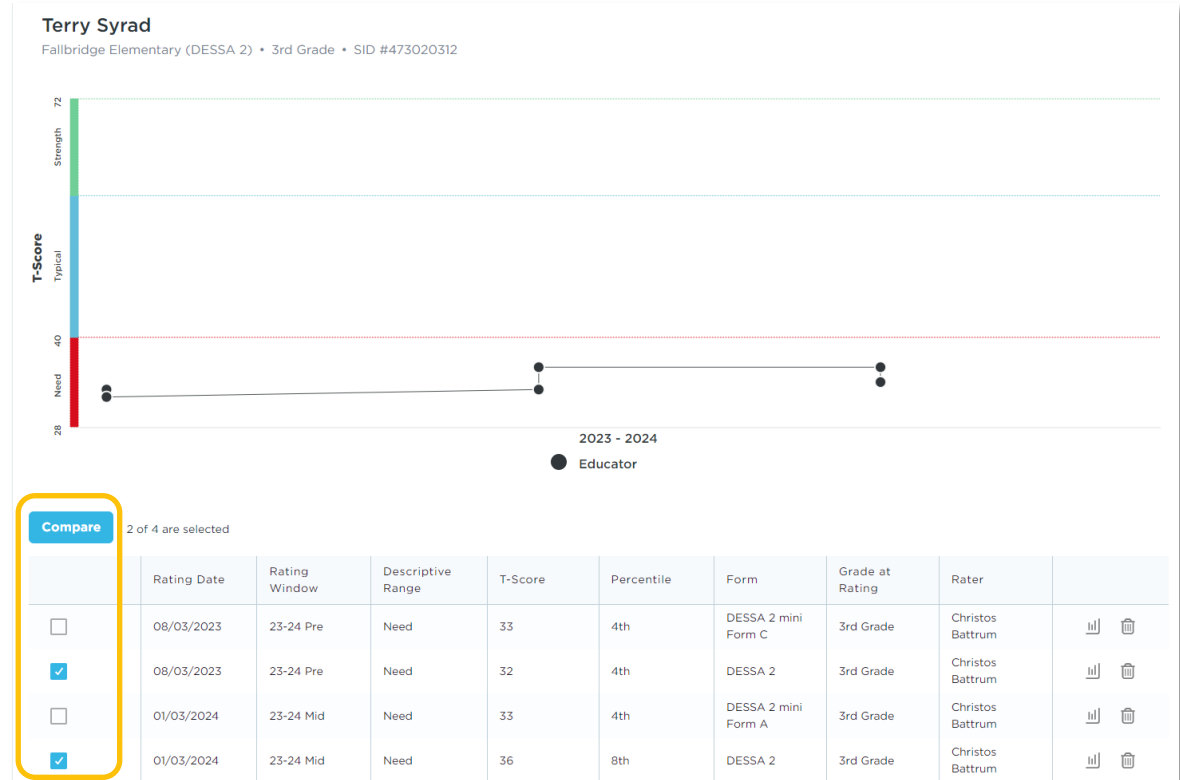 Terry Syrad
Fallbridge Elementary (DESSA 2) • 3rd Grade • SID #473020312
72
Strength
T-Score
Typical
40
Need
28
2023 - 2024
Educator
Compare
2 of 4 are selected
Rating Date
Rating
Window
Descriptive
Range
T-Score
Percentile
Form
Grade at
Rating
Rater
08/03/2023
23-24 Pre
Need
33
4th
DESSA 2 mini
Form C
3rd Grade
Christos
Battrum
08/03/2023
23-24 Pre
Need
32
4th
DESSA 2
3rd Grade
Christos
Battrum
01/03/2024
23-24 Mid
Need
33
4th
DESSA 2 mini
Form A
3rd Grade
Christos
Battrum
01/03/2024
23-24 Mid
Need
36
8th
DESSA 2
3rd Grade
Christos
Battrum